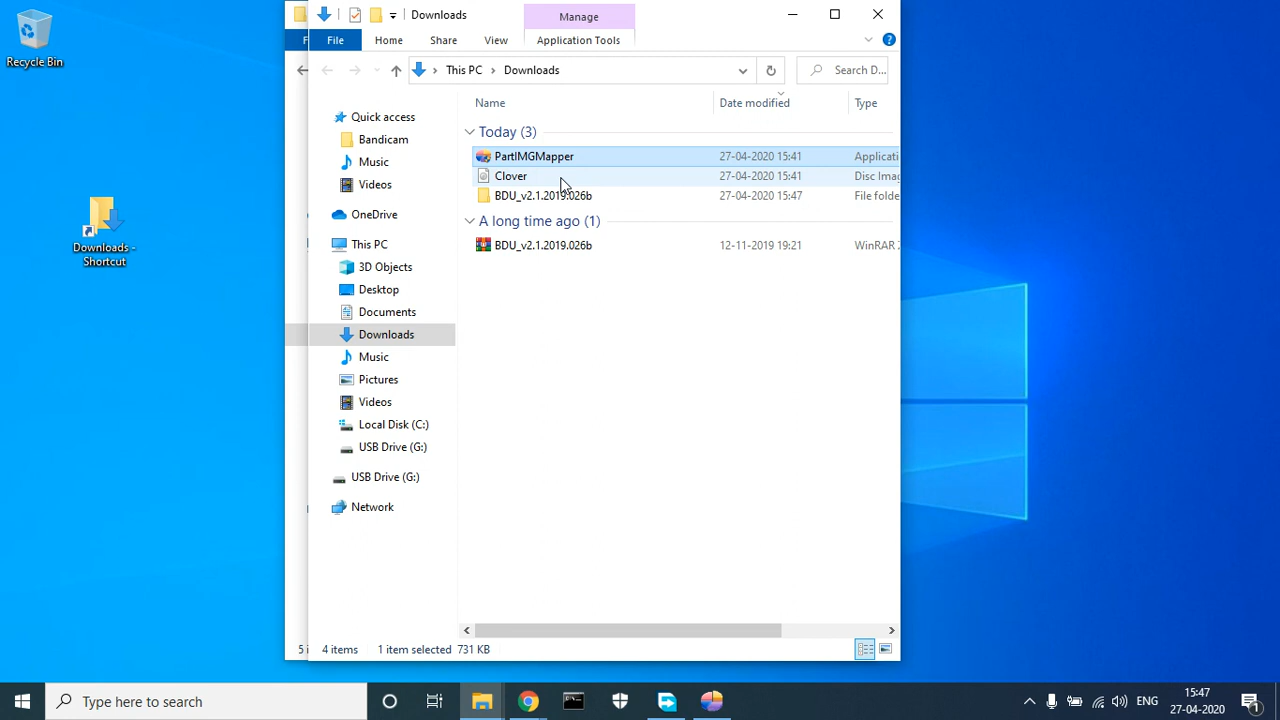 Recycle Bin
Downloads -
Shortcut
Downloads
Manage
F
File
Home
Share
View
Application Tools
This PC
Downloads
Search D...
Name
Date modified
Type
Quick access
Bandicam
Music
Videos
OneDrive
This PC
3D Objects
Desktop
Documents
Downloads
Music
Pictures
Videos
Local Disk (C:)
USB Drive (G:)
USB Drive (G:)
Network
Today (3)
PartIMGMapper 27-04-2020 15:41 Applicati
Clover 27-04-2020 15:41 Disc Imag
BDU_v2.1.2019.026b 27-04-2020 15:47 File folde
A long time ago (1)
BDU_v2.1.2019.026b 12-11-2019 19:21 WinRAR
5 i
4 items 1 item selected 731 KB
Type here to search
ENG
15:47
27-04-2020
1